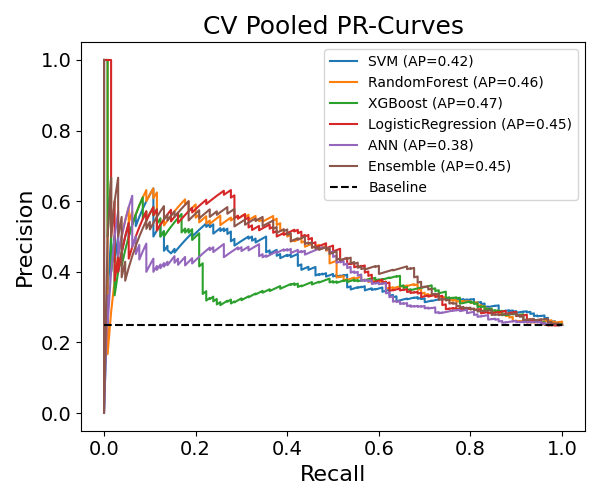 CV Pooled PR-Curves
SVM (AP=0.42)
RandomForest (AP=0.46)
XGBoost (AP=0.47)
LogisticRegression (AP=0.45)
ANN (AP=0.38)
Ensemble (AP=0.45)
Baseline
Precision
1.0
0.8
0.6
0.4
0.2
0.0
0.0 0.2 0.4 0.6 0.8 1.0
Recall